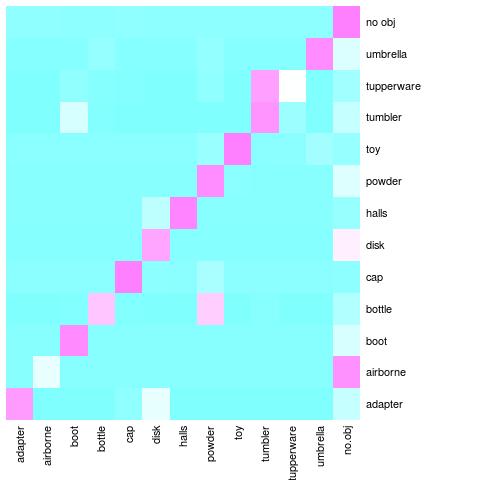 no obj
umbrella
tupperware
tumbler
toy
powder
halls
disk
cap
bottle
boot
airborne
adapter
adapter
airborne
boot
bottle
cap
disk
halls
powder
toy
tumbler
tupperware
umbrella
no.obj